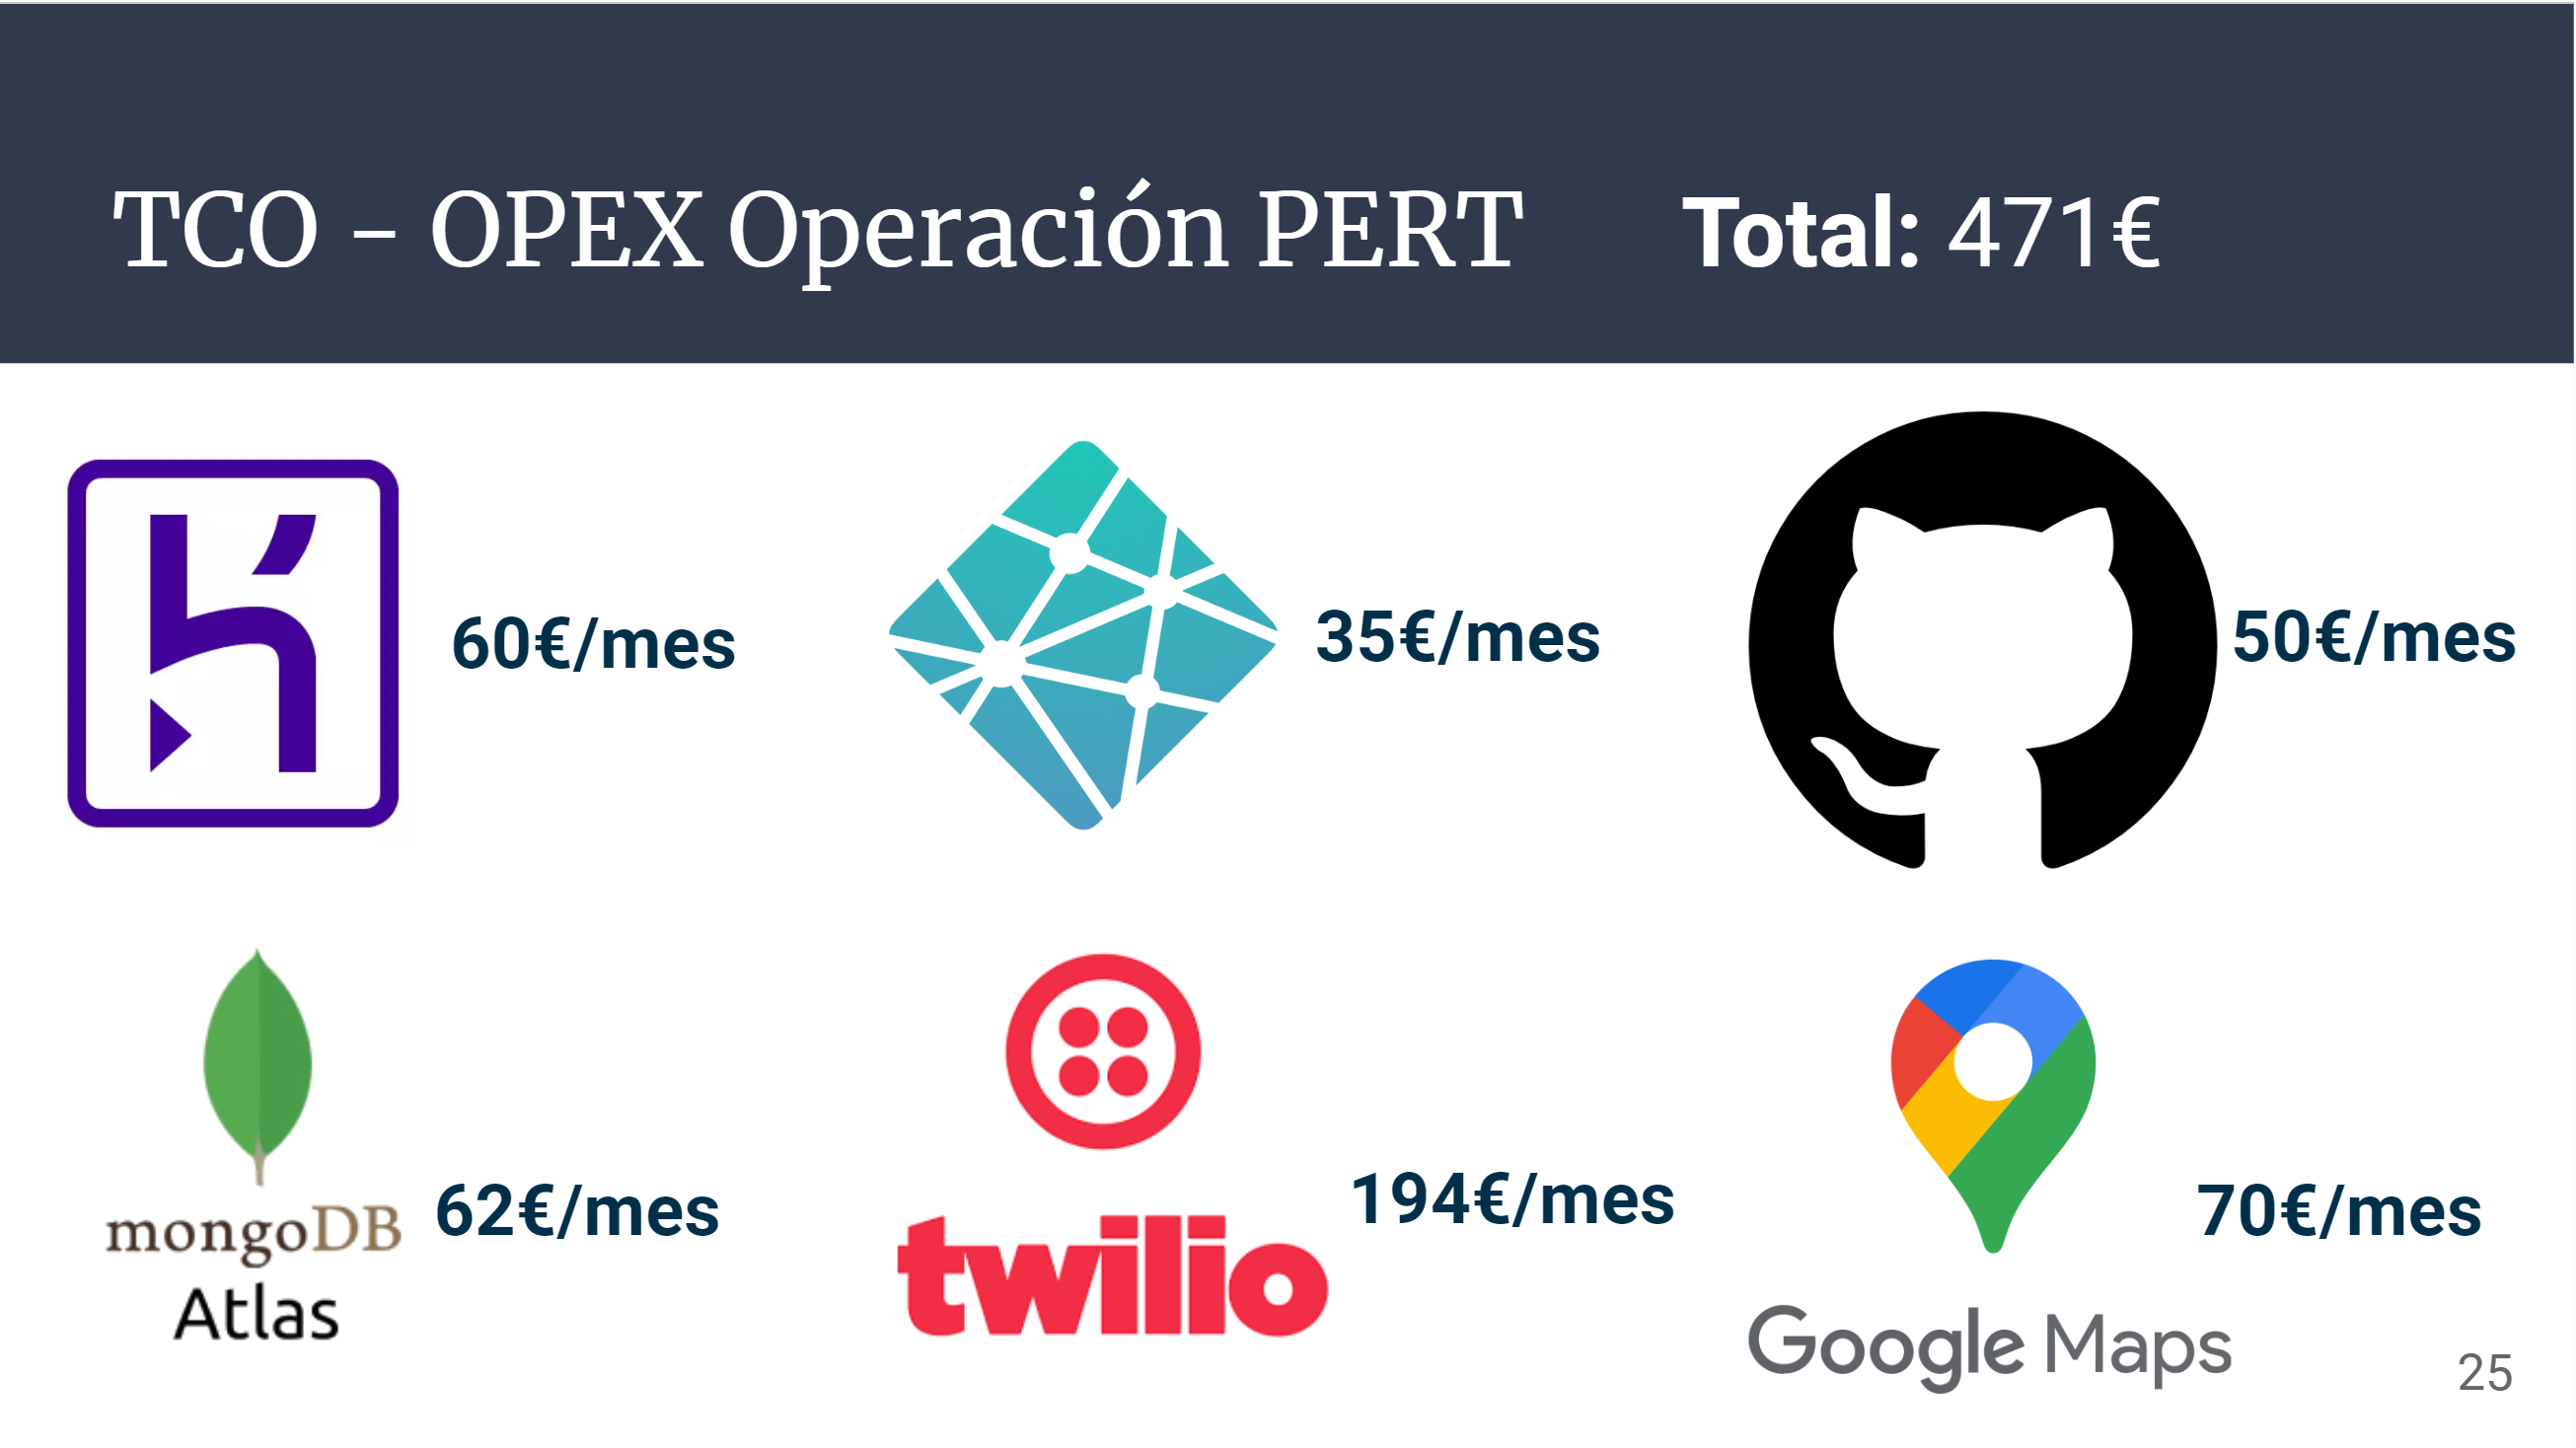 TCO - OPEX Operación PERT
Total: 471€
60€/mes
35€/mes
50€/mes
mongoDB
Atlas
62€/mes
twilio
194€/mes
Google Maps
70€/mes
25